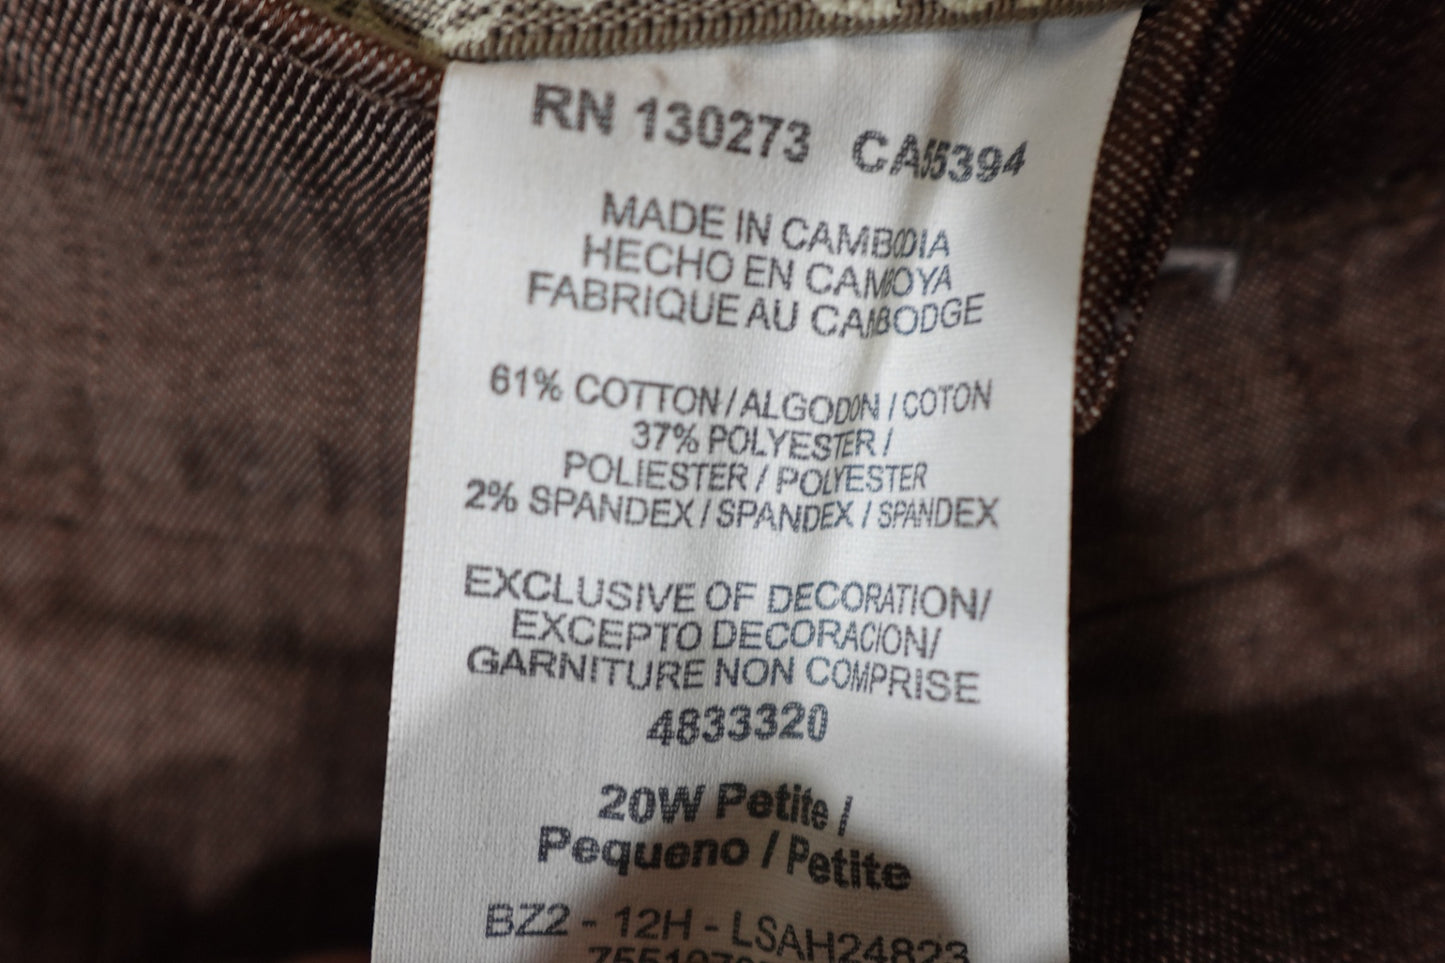 RN 130273 CA15394
MADE IN CAMBODIA
HECHO EN CAMBOYA
FABRIQUE AU CAMBODGE
61% COTTON / ALGODON / COTON
37% POLYESTER /
POLIESTER / POLYESTER
2% SPANDEX / SPANDEX / SPANDEX
EXCLUSIVE OF DECORATION/
EXCEPTO DECORACION/
GARNITURE NON COMPRISE
4833320
20W Petite /
Pequeno / Petite
BZ2 - 12H - LSAH24823